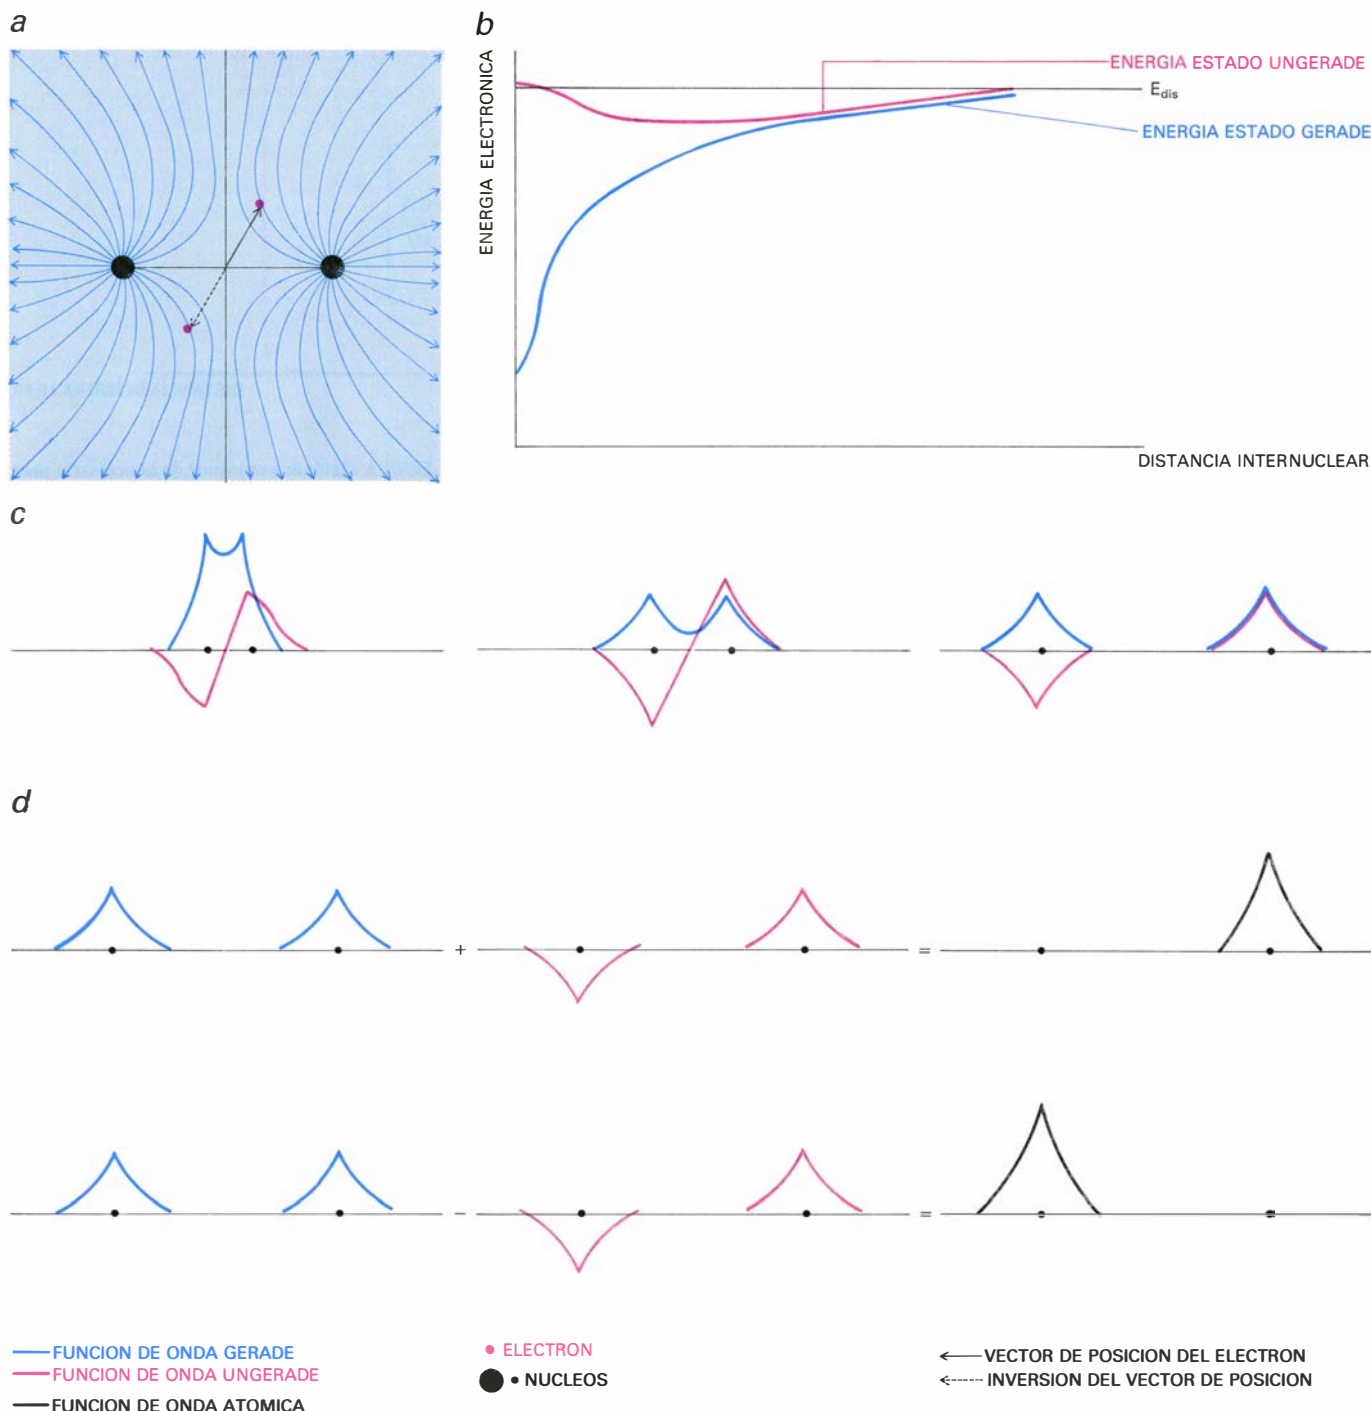 a
b
ENERGIA ELECTRONICA
ENERGIA ESTADO UNGERADE
E_dis
ENERGIA ESTADO GERADE
DISTANCIA INTERNUCLEAR
c
d
+
=
−
=
FUNCION DE ONDA GERADE
FUNCION DE ONDA UNGERADE
FUNCION DE ONDA ATOMICA
ELECTRON
NUCLEOS
VECTOR DE POSICION DEL ELECTRON
INVERSION DEL VECTOR DE POSICION